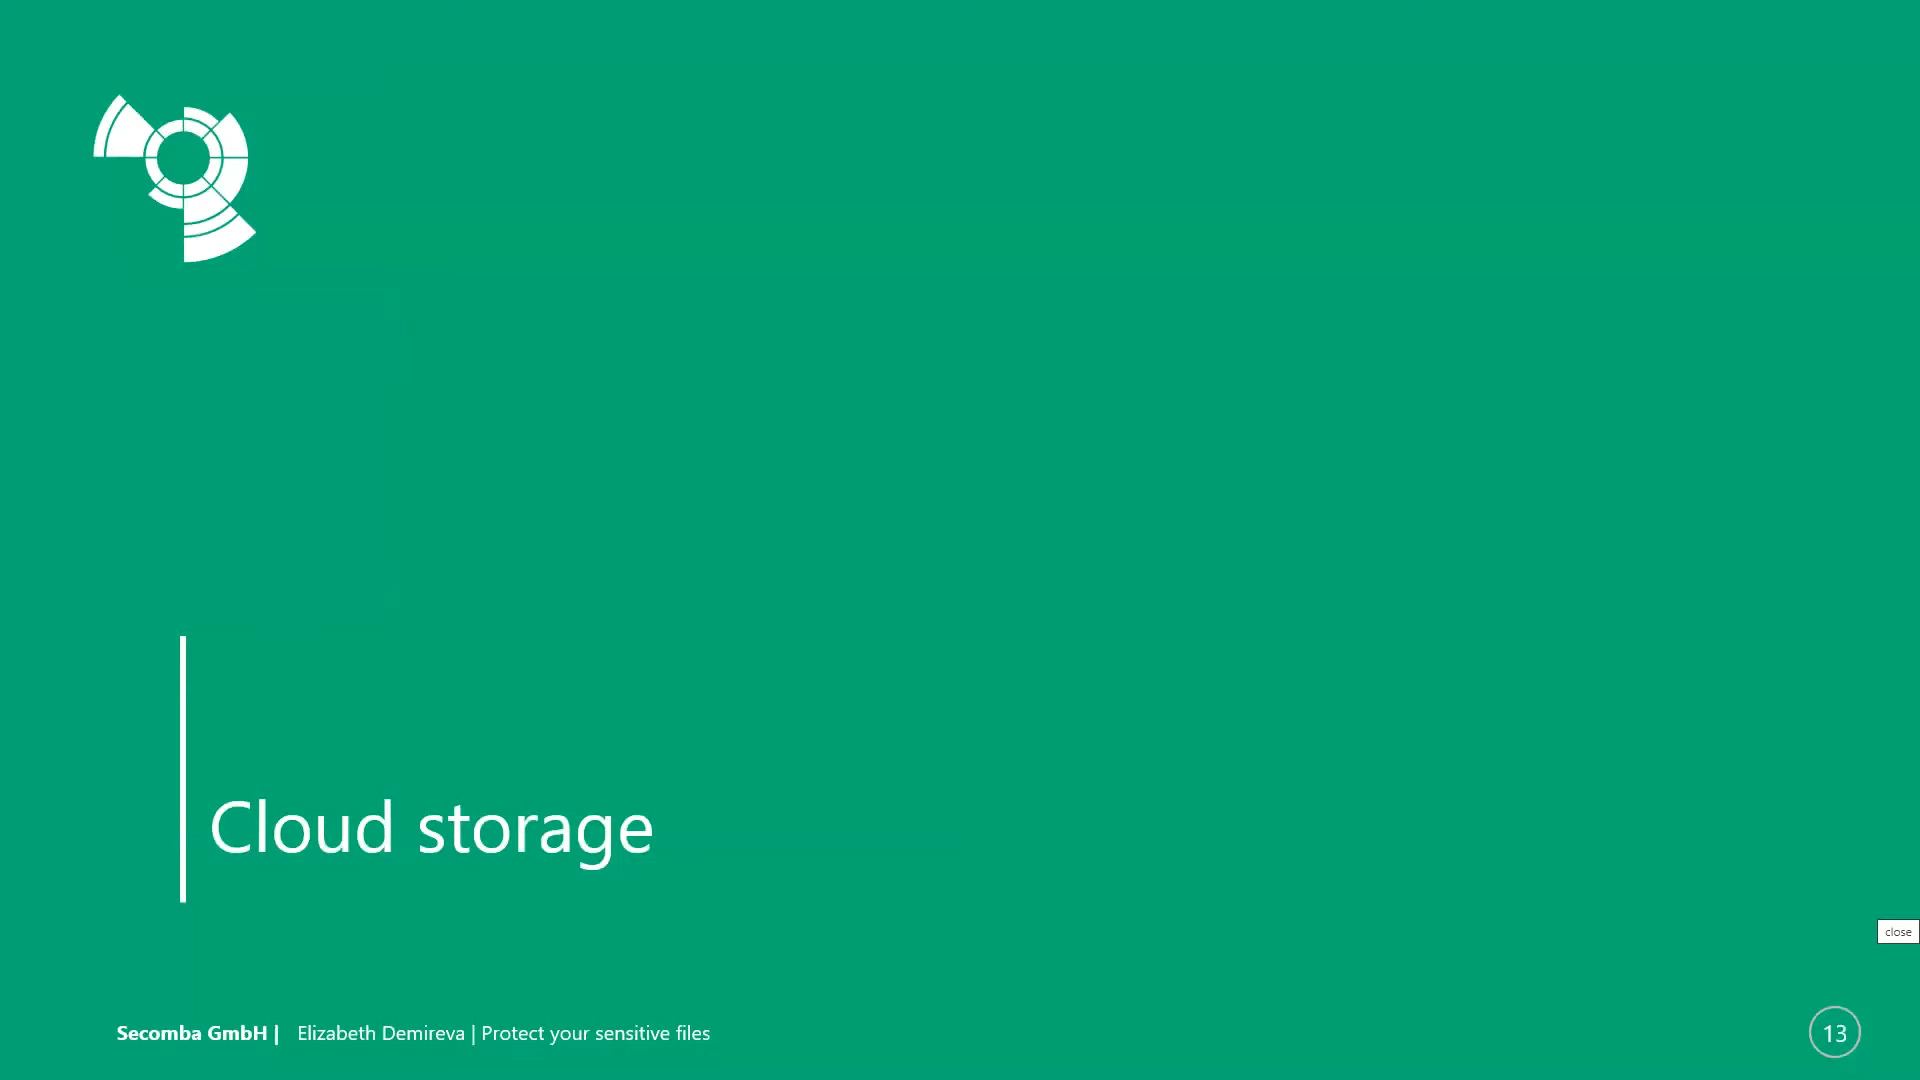 Cloud storage
close
Secomba GmbH | Elizabeth Demireva | Protect your sensitive files
13